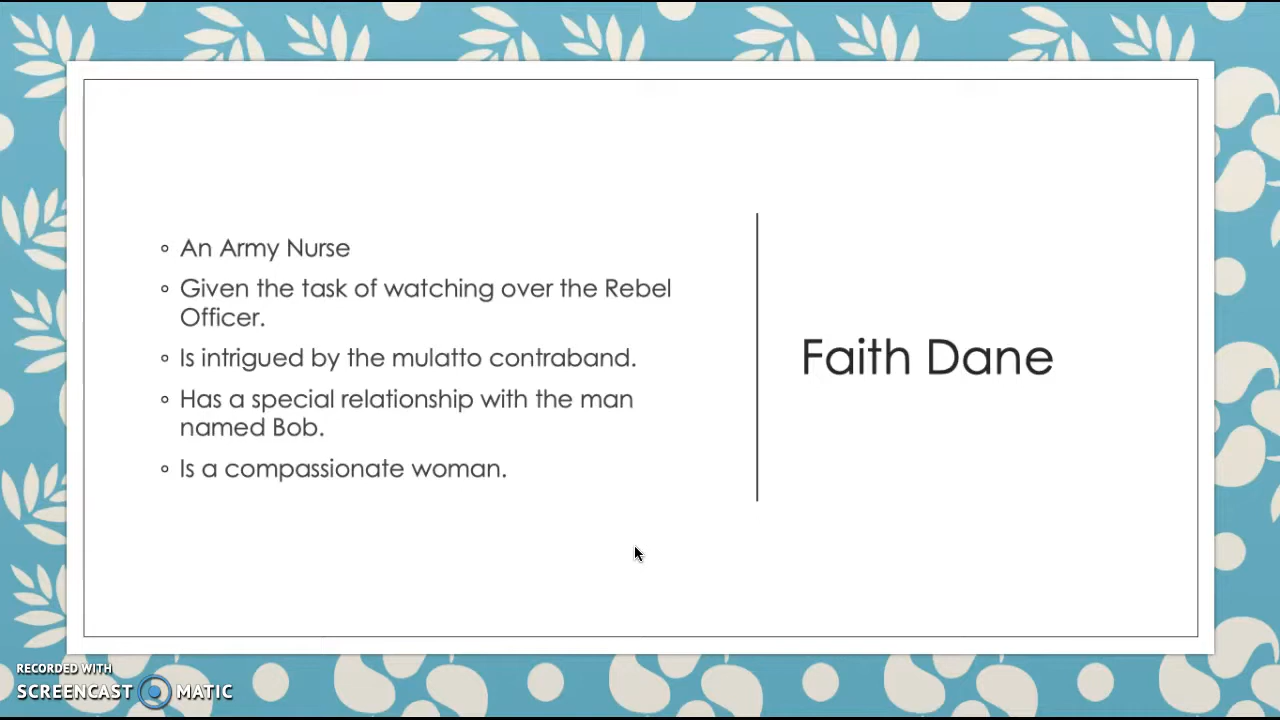 An Army Nurse
Given the task of watching over the Rebel
Officer.
Is intrigued by the mulatto contraband.
Has a special relationship with the man
named Bob.
Is a compassionate woman.
Faith Dane
RECORDED WITH
SCREENCAST MATIC